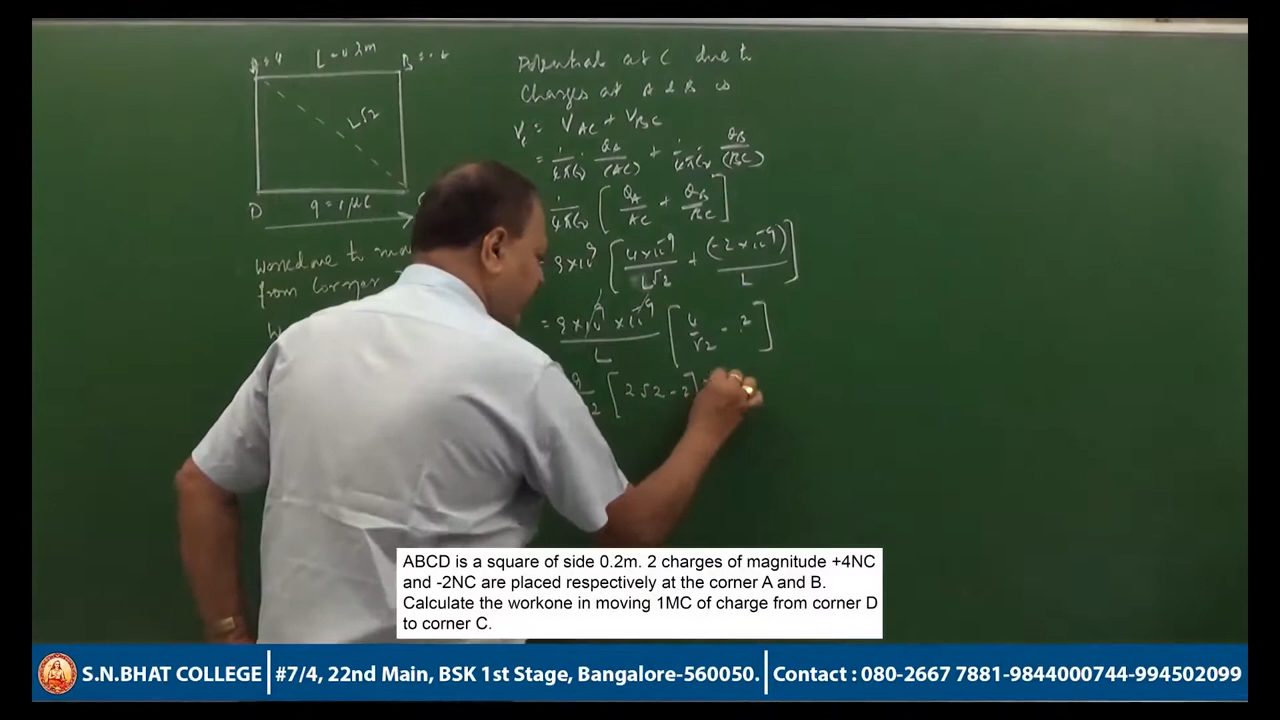 L = 0.2m
L√2
D
q = 1 μC
from Corner
Potential at C due to
Charges at A & B is
= V_AC + V_BC
= 1/4πε₀ Q_A/(AC) + 1/4πε₀ Q_B/(BC)
1/4πε₀ [Q_A/AC + Q_B/BC]
9×10⁹ [4×10⁻⁹/L√2 + (-2×10⁻⁹)/L]
= 9×10⁹×10⁻⁹/L [4/√2 - 2]
[2√2 - 2]
ABCD is a square of side 0.2m. 2 charges of magnitude +4NC
and -2NC are placed respectively at the corner A and B.
Calculate the workone in moving 1MC of charge from corner D
to corner C.
S.N.BHAT COLLEGE #7/4, 22nd Main, BSK 1st Stage, Bangalore-560050. Contact : 080-2667 7881-9844000744-994502099